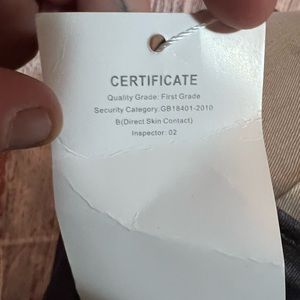 CERTIFICATE
Quality Grade: First Grade
Security Category:GB18401-2010
B(Direct Skin Contact)
Inspector: 02